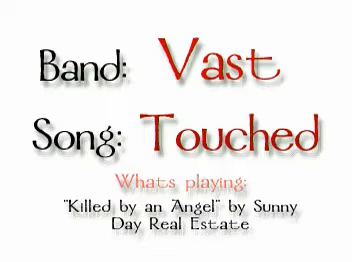 Band: Vast
Song: Touched
Whats playing:
"Killed by an Angel" by Sunny
Day Real Estate